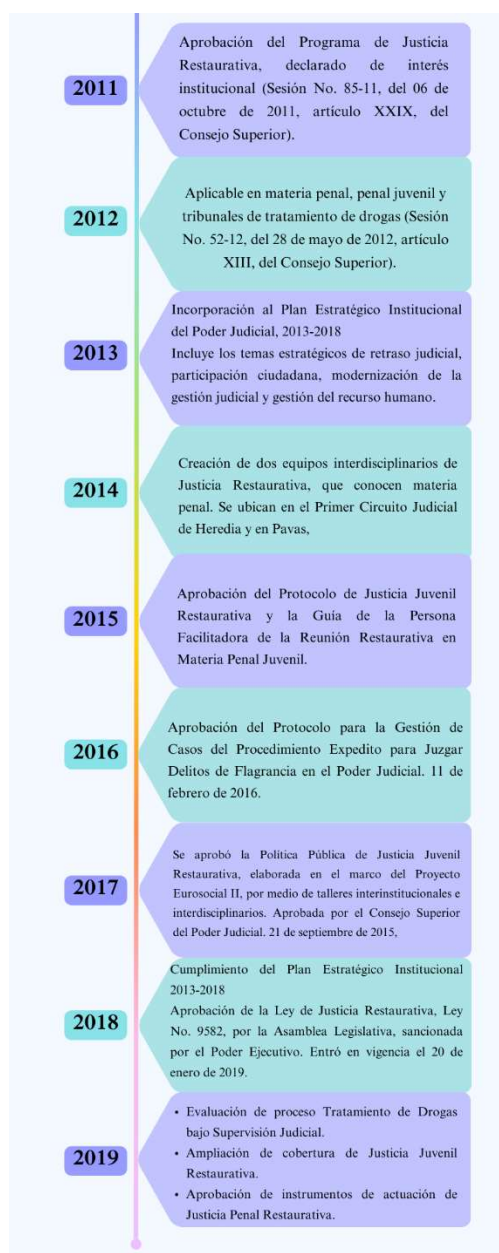 2011
Aprobación del Programa de Justicia
Restaurativa, declarado de interés
institucional (Sesión No. 85-11, del 06 de
octubre de 2011, artículo XXIX, del
Consejo Superior).
2012
Aplicable en materia penal, penal juvenil y
tribunales de tratamiento de drogas (Sesión
No. 52-12, del 28 de mayo de 2012, artículo
XIII, del Consejo Superior).
2013
Incorporación al Plan Estratégico Institucional
del Poder Judicial, 2013-2018
Incluye los temas estratégicos de retraso judicial,
participación ciudadana, modernización de la
gestión judicial y gestión del recurso humano.
2014
Creación de dos equipos interdisciplinarios de
Justicia Restaurativa, que conocen materia
penal. Se ubican en el Primer Circuito Judicial
de Heredia y en Pavas,
2015
Aprobación del Protocolo de Justicia Juvenil
Restaurativa y la Guía de la Persona
Facilitadora de la Reunión Restaurativa en
Materia Penal Juvenil.
2016
Aprobación del Protocolo para la Gestión de
Casos del Procedimiento Expedito para Juzgar
Delitos de Flagrancia en el Poder Judicial. 11 de
febrero de 2016.
2017
Se aprobó la Política Pública de Justicia Juvenil
Restaurativa, elaborada en el marco del Proyecto
Eurosocial II, por medio de talleres interinstitucionales e
interdisciplinarios. Aprobada por el Consejo Superior
del Poder Judicial. 21 de septiembre de 2015,
2018
Cumplimiento del Plan Estratégico Institucional
2013-2018
Aprobación de la Ley de Justicia Restaurativa, Ley
No. 9582, por la Asamblea Legislativa, sancionada
por el Poder Ejecutivo. Entró en vigencia el 20 de
enero de 2019.
2019
• Evaluación de proceso Tratamiento de Drogas
bajo Supervisión Judicial.
• Ampliación de cobertura de Justicia Juvenil
Restaurativa.
• Aprobación de instrumentos de actuación de
Justicia Penal Restaurativa.